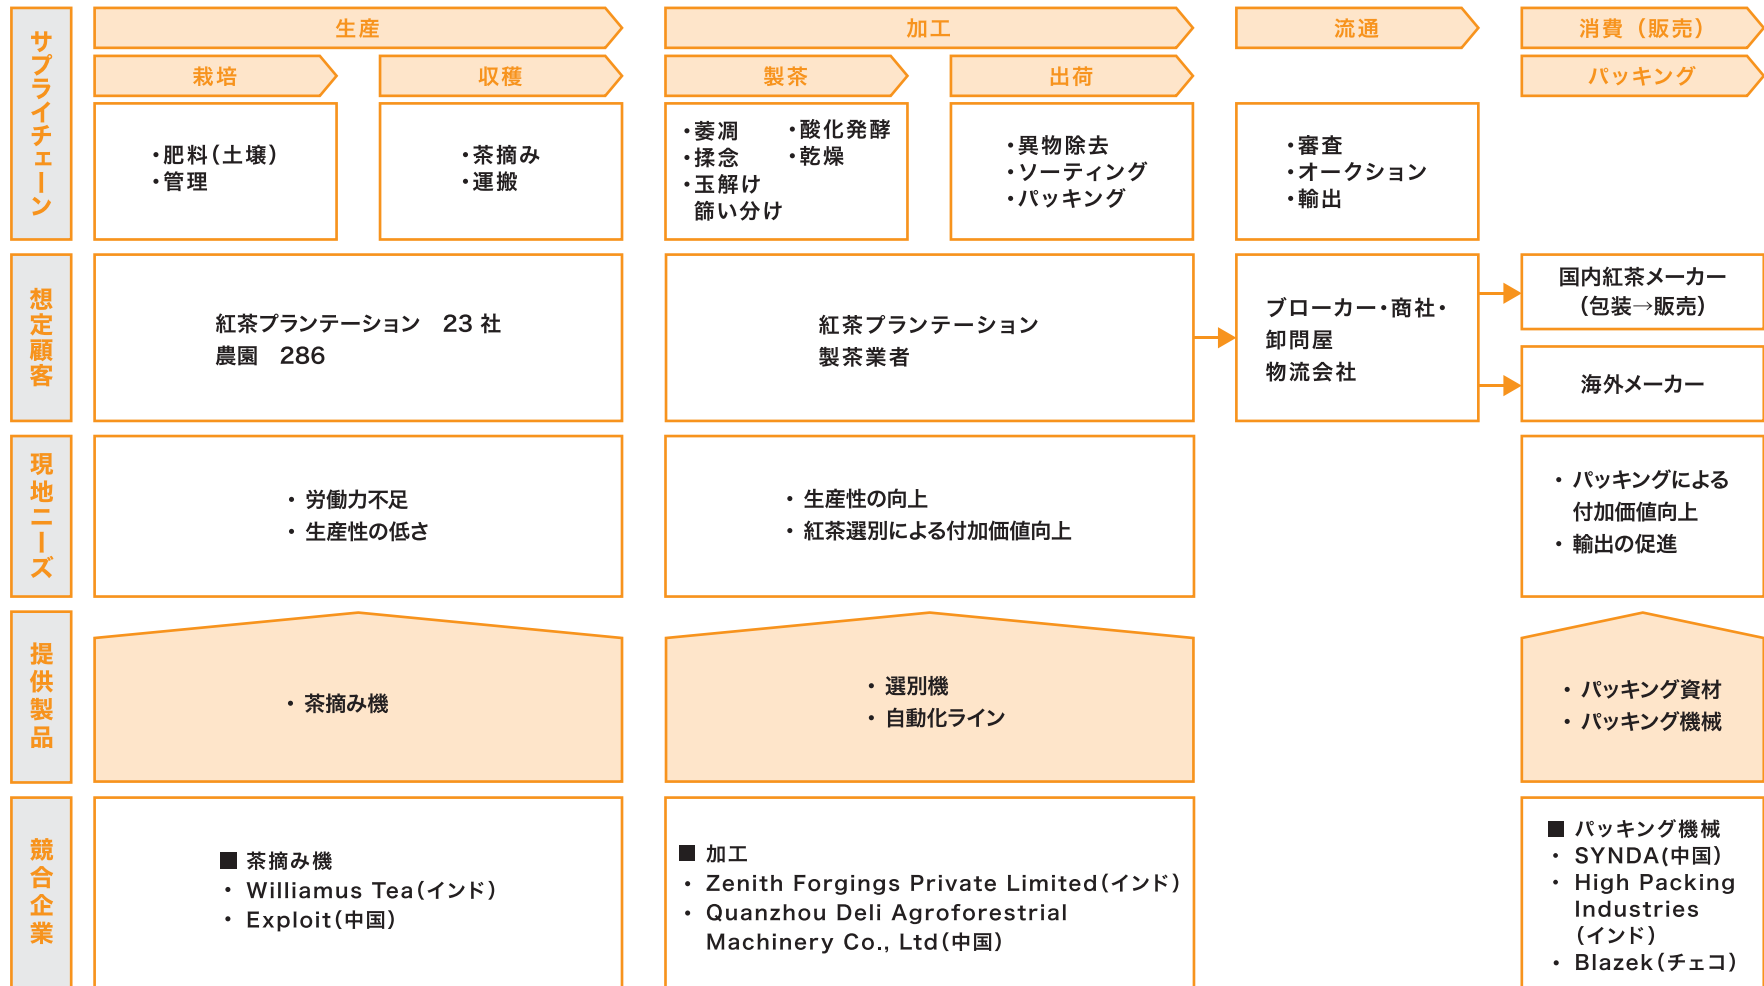 サプライチェーン
生産
加工
流通
消費（販売）
栽培
収穫
製茶
出荷
パッキング
・肥料（土壌）
・管理
・茶摘み
・運搬
・萎凋
・揉念
・玉解け
篩い分け
・酸化発酵
・乾燥
・異物除去
・ソーティング
・パッキング
・審査
・オークション
・輸出
想定顧客
紅茶プランテーション　23 社
農園　286
紅茶プランテーション
製茶業者
ブローカー・商社・
卸問屋
物流会社
国内紅茶メーカー
（包装→販売）
海外メーカー
現地ニーズ
・ 労働力不足
・ 生産性の低さ
・ 生産性の向上
・ 紅茶選別による付加価値向上
・ パッキングによる
付加価値向上
・ 輸出の促進
提供製品
・ 茶摘み機
・ 選別機
・ 自動化ライン
・ パッキング資材
・ パッキング機械
競合企業
■ 茶摘み機
・ Williamus Tea（インド）
・ Exploit（中国）
■ 加工
・ Zenith Forgings Private Limited（インド）
・ Quanzhou Deli Agroforestrial
Machinery Co., Ltd（中国）
■ パッキング機械
・ SYNDA(中国）
・ High Packing
Industries
（インド）
・ Blazek（チェコ）